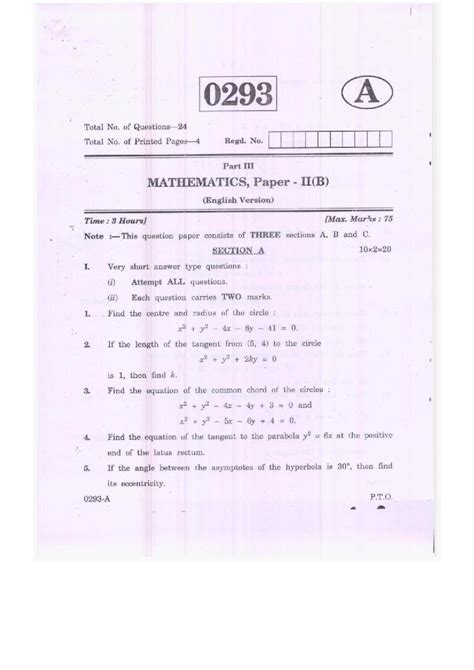 0293
A
Total No. of Questions—24
Total No. of Printed Pages—4 Regd. No.
Part III
MATHEMATICS, Paper - II(B)
(English Version)
Time : 3 Hours] [Max. Marks : 75
Note :—This question paper consists of THREE sections A, B and C.
SECTION A 10×2=20
I. Very short answer type questions :
(i) Attempt ALL questions.
(ii) Each question carries TWO marks.
1. Find the centre and radius of the circle :
x² + y² – 4x – 8y – 41 = 0.
2. If the length of the tangent from (5, 4) to the circle
x² + y² + 2ky = 0
is 1, then find k.
3. Find the equation of the common chord of the circles :
x² + y² – 4x – 4y + 3 = 0 and
x² + y² – 5x – 6y + 4 = 0.
4. Find the equation of the tangent to the parabola y² = 6x at the positive
end of the latus rectum.
5. If the angle between the asymptotes of the hyperbola is 30°, then find
its eccentricity.
0293-A P.T.O.